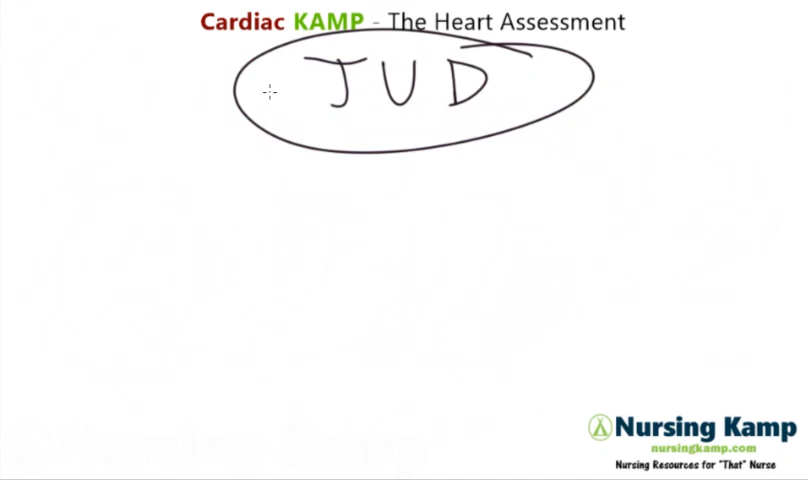 Cardiac KAMP - The Heart Assessment
JUD
Nursing Kamp
nursingkamp.com
Nursing Resources for "That" Nurse